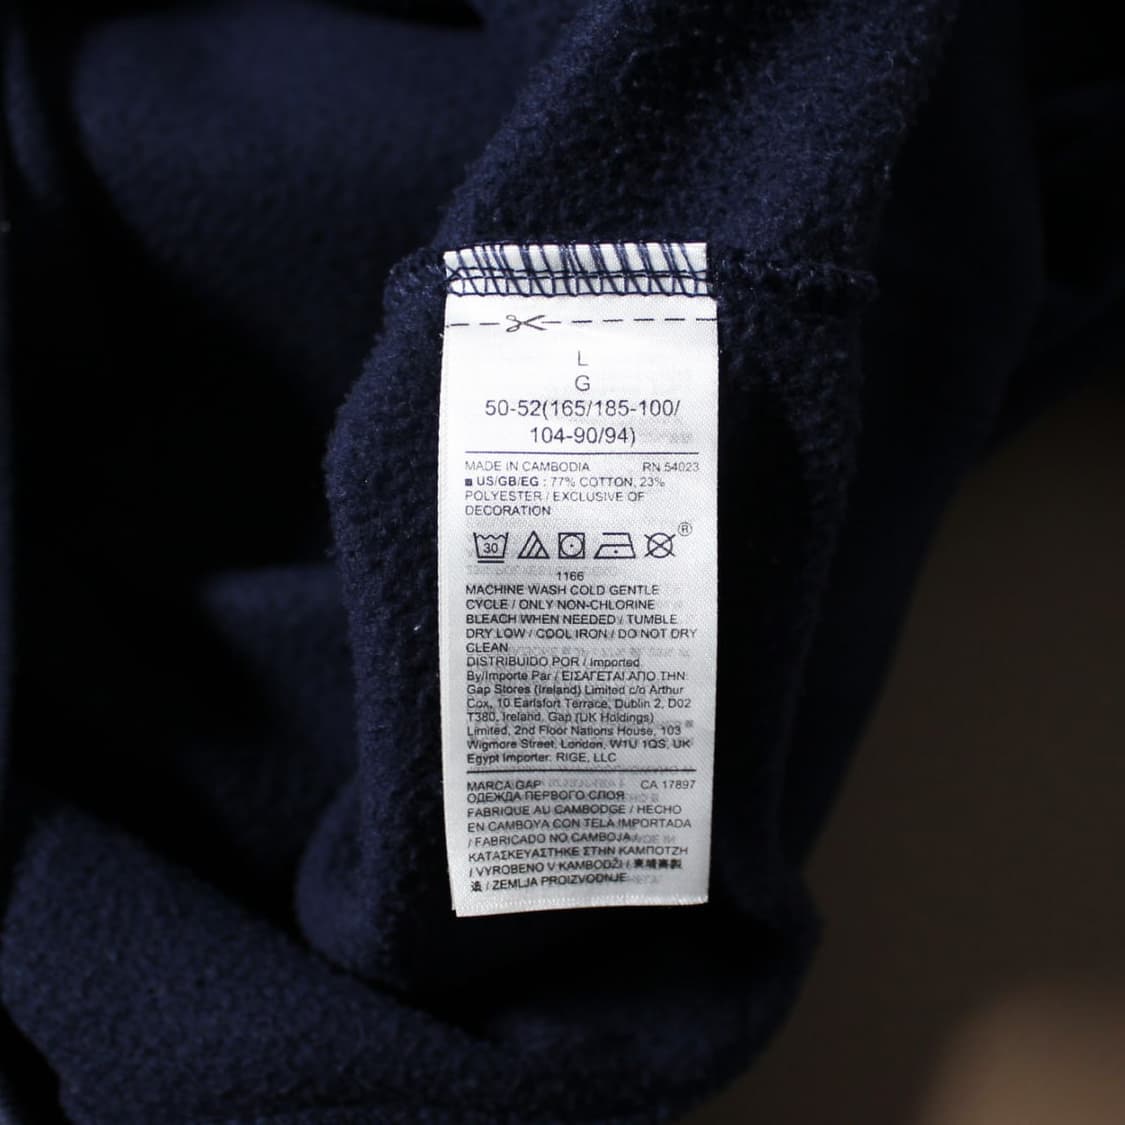 L
G
50-52(165/185-100/
104-90/94)
MADE IN CAMBODIA RN 54023
US/GB/EG : 77% COTTON, 23%
POLYESTER / EXCLUSIVE OF
DECORATION
30
®
1166
MACHINE WASH COLD GENTLE
CYCLE / ONLY NON-CHLORINE
BLEACH WHEN NEEDED / TUMBLE
DRY LOW / COOL IRON / DO NOT DRY
CLEAN
DISTRIBUIDO POR / Imported
By/Importe Par / ΕΙΣΑΓΕΤΑΙ ΑΠΟ ΤΗΝ:
Gap Stores (Ireland) Limited c/o Arthur
Cox, 10 Earlsfort Terrace, Dublin 2, D02
T380, Ireland, Gap (UK Holdings)
Limited, 2nd Floor Nations House, 103
Wigmore Street, London, W1U 1QS, UK
Egypt Importer: RIGE, LLC
MARCA GAP CA 17897
ОДЕЖДА ПЕРВОГО СЛОЯ
FABRIQUE AU CAMBODGE / HECHO
EN CAMBOYA CON TELA IMPORTADA
/ FABRICADO NO CAMBOJA /
ΚΑΤΑΣΚΕΥΑΣΤΗΚΕ ΣΤΗΝ ΚΑΜΠΟΤΖΗ
/ VYROBENO V KAMBODŽI / 柬埔寨製
造 / ZEMLJA PROIZVODNJE